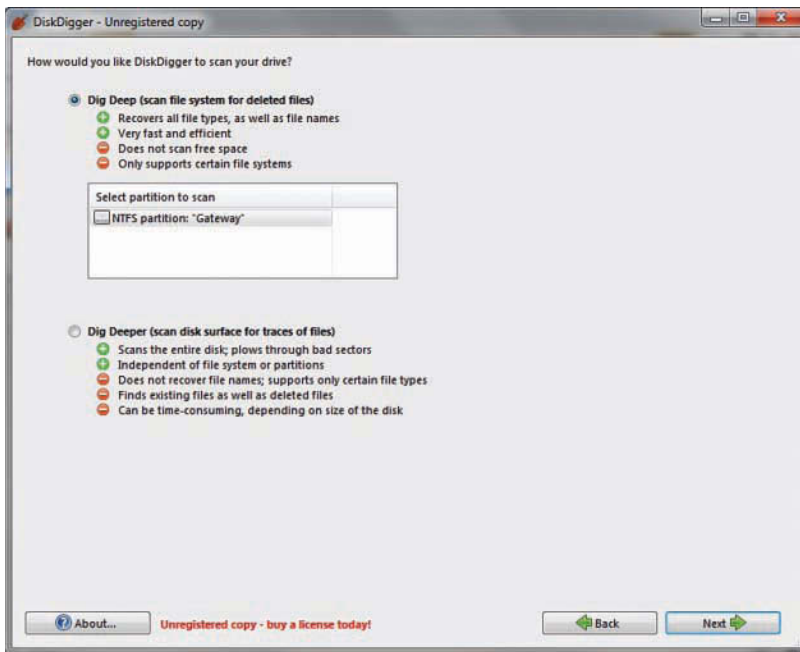 DiskDigger - Unregistered copy
How would you like DiskDigger to scan your drive?
Dig Deep (scan file system for deleted files)
Recovers all file types, as well as file names
Very fast and efficient
Does not scan free space
Only supports certain file systems
Select partition to scan
NTFS partition: "Gateway"
Dig Deeper (scan disk surface for traces of files)
Scans the entire disk; plows through bad sectors
Independent of file system or partitions
Does not recover file names; supports only certain file types
Finds existing files as well as deleted files
Can be time-consuming, depending on size of the disk
About... Unregistered copy - buy a license today! Back Next